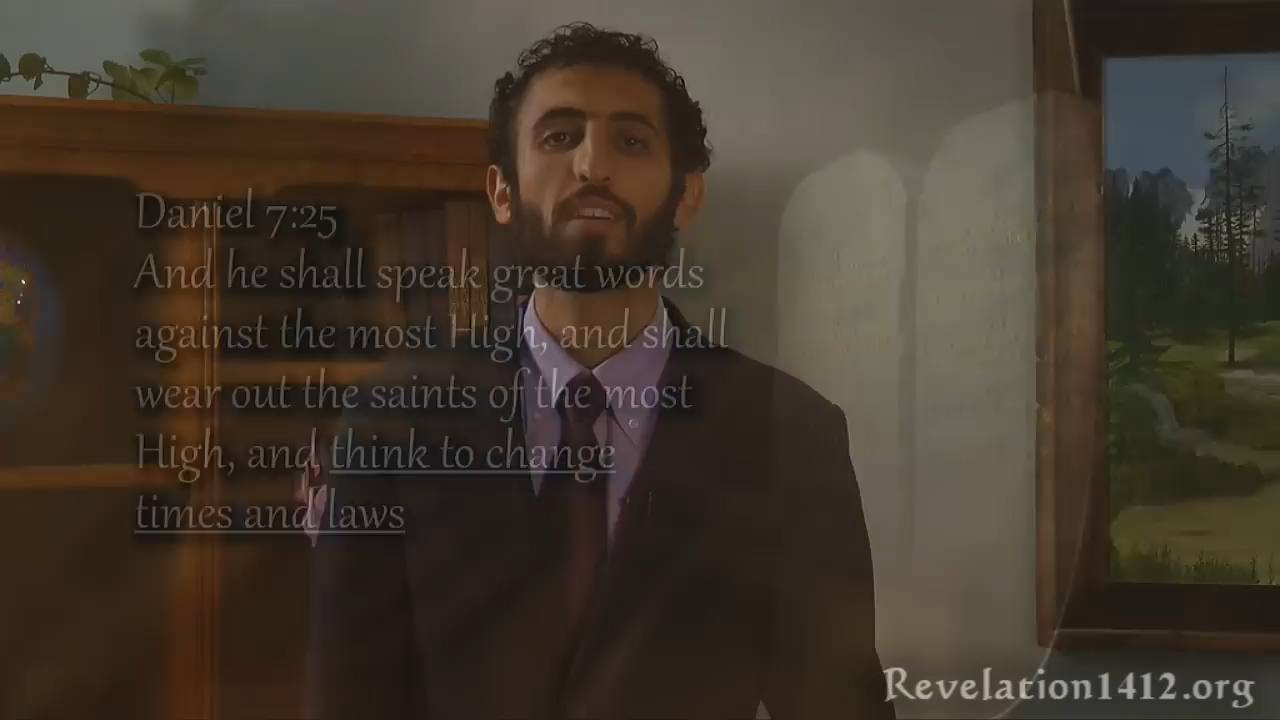 Daniel 7:25
And he shall speak great words
against the most High, and shall
wear out the saints of the most
High, and think to change
times and laws
Revelation1412.org